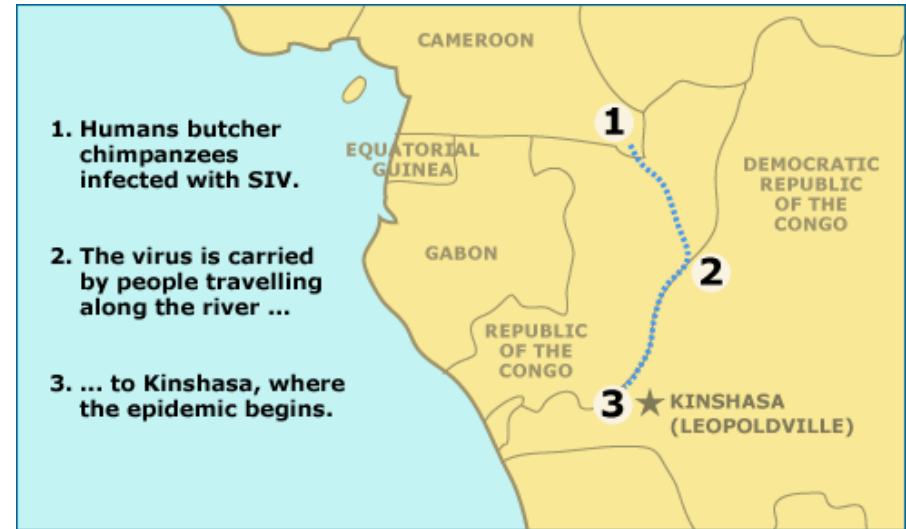 1. Humans butcher
chimpanzees
infected with SIV.
2. The virus is carried
by people travelling
along the river ...
3. ... to Kinshasa, where
the epidemic begins.
CAMEROON
EQUATORIAL
GUINEA
GABON
REPUBLIC
OF THE
CONGO
DEMOCRATIC
REPUBLIC
OF THE
CONGO
1
2
3
KINSHASA
(LEOPOLDVILLE)